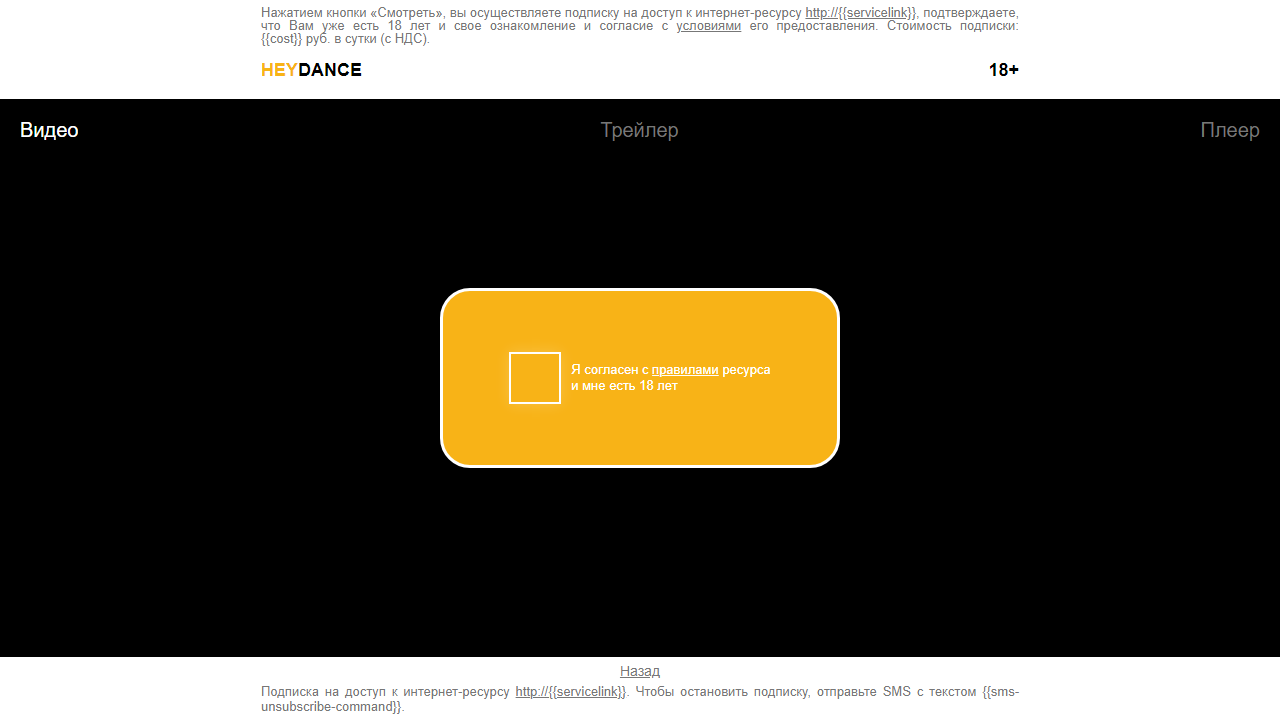 Нажатием кнопки «Смотреть», вы осуществляете подписку на доступ к интернет-ресурсу http://{{servicelink}}, подтверждаете,
что Вам уже есть 18 лет и свое ознакомление и согласие с условиями его предоставления. Стоимость подписки:
{{cost}} руб. в сутки (с НДС).
HEYDANCE 18+
Видео Трейлер Плеер
Я согласен с правилами ресурса
и мне есть 18 лет
Назад
Подписка на доступ к интернет-ресурсу http://{{servicelink}}. Чтобы остановить подписку, отправьте SMS с текстом {{sms-
unsubscribe-command}}.